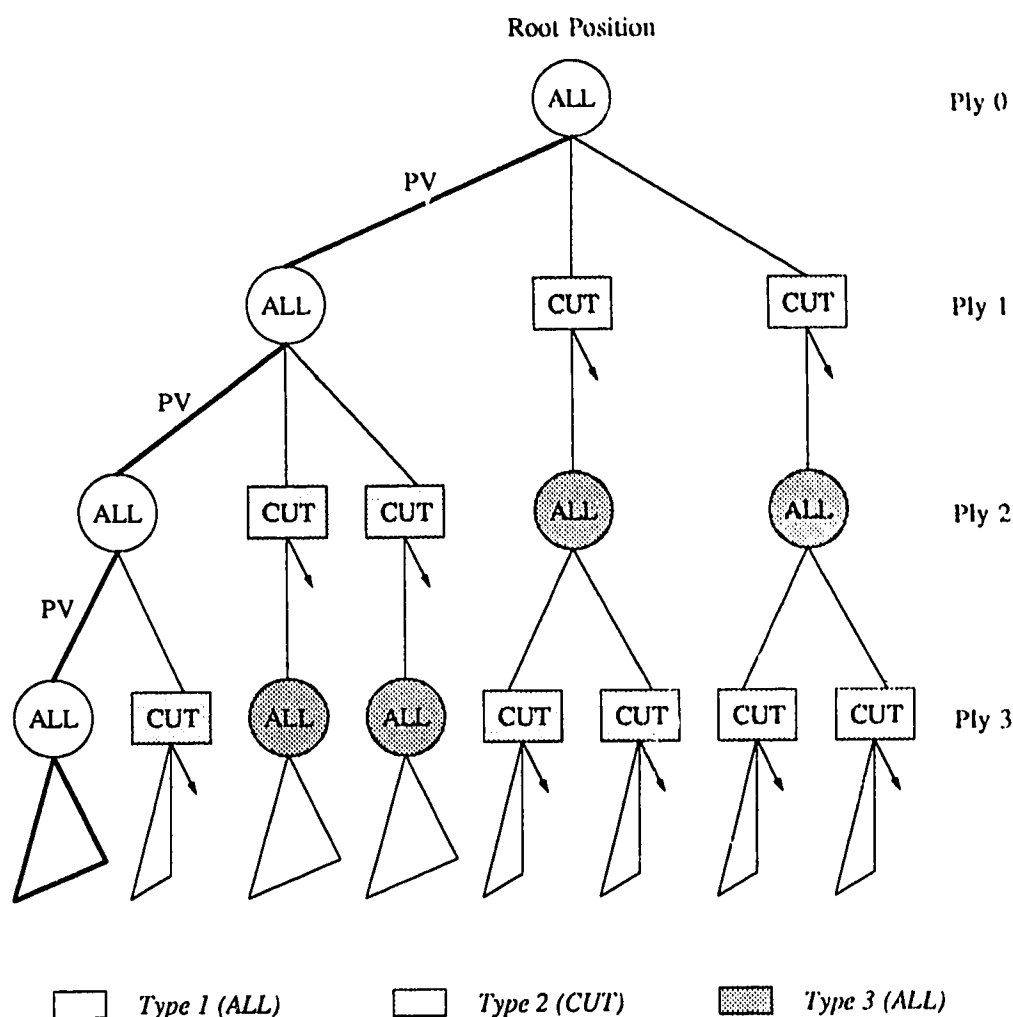 Root Position
ALL
Ply 0
PV
ALL
CUT
CUT
Ply 1
PV
ALL
CUT
CUT
ALL
ALL
Ply 2
PV
ALL
CUT
ALL
ALL
CUT
CUT
CUT
CUT
Ply 3
Type 1 (ALL)
Type 2 (CUT)
Type 3 (ALL)